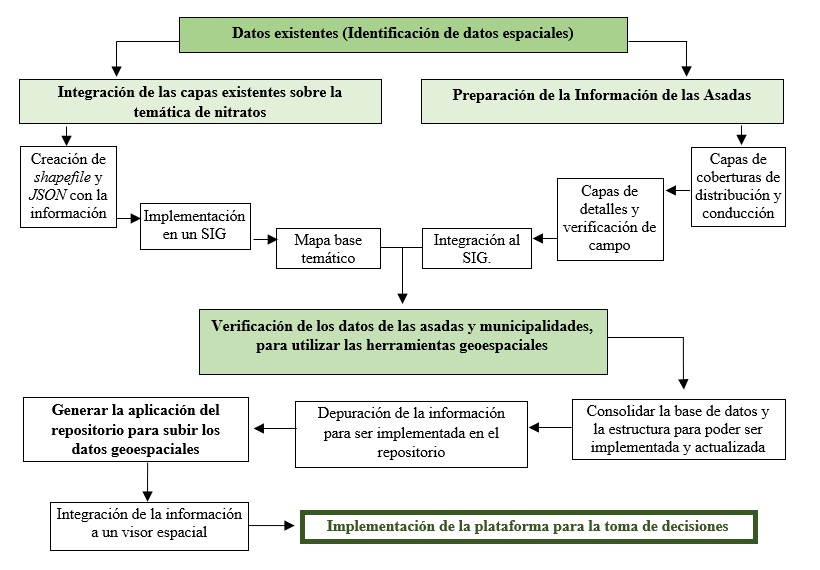 Datos existentes (Identificación de datos espaciales)
Integración de las capas existentes sobre la
temática de nitratos
Preparación de la Información de las Asadas
Creación de
shapefile y
JSON con la
información
Implementación
en un SIG
Mapa base
temático
Capas de
coberturas de
distribución y
conducción
Capas de
detalles y
verificación de
campo
Integración al
SIG.
Verificación de los datos de las asadas y municipalidades,
para utilizar las herramientas geoespaciales
Consolidar la base de datos y
la estructura para poder ser
implementada y actualizada
Depuración de la información
para ser implementada en el
repositorio
Generar la aplicación del
repositorio para subir los
datos geoespaciales
Integración de la información
a un visor espacial
Implementación de la plataforma para la toma de decisiones